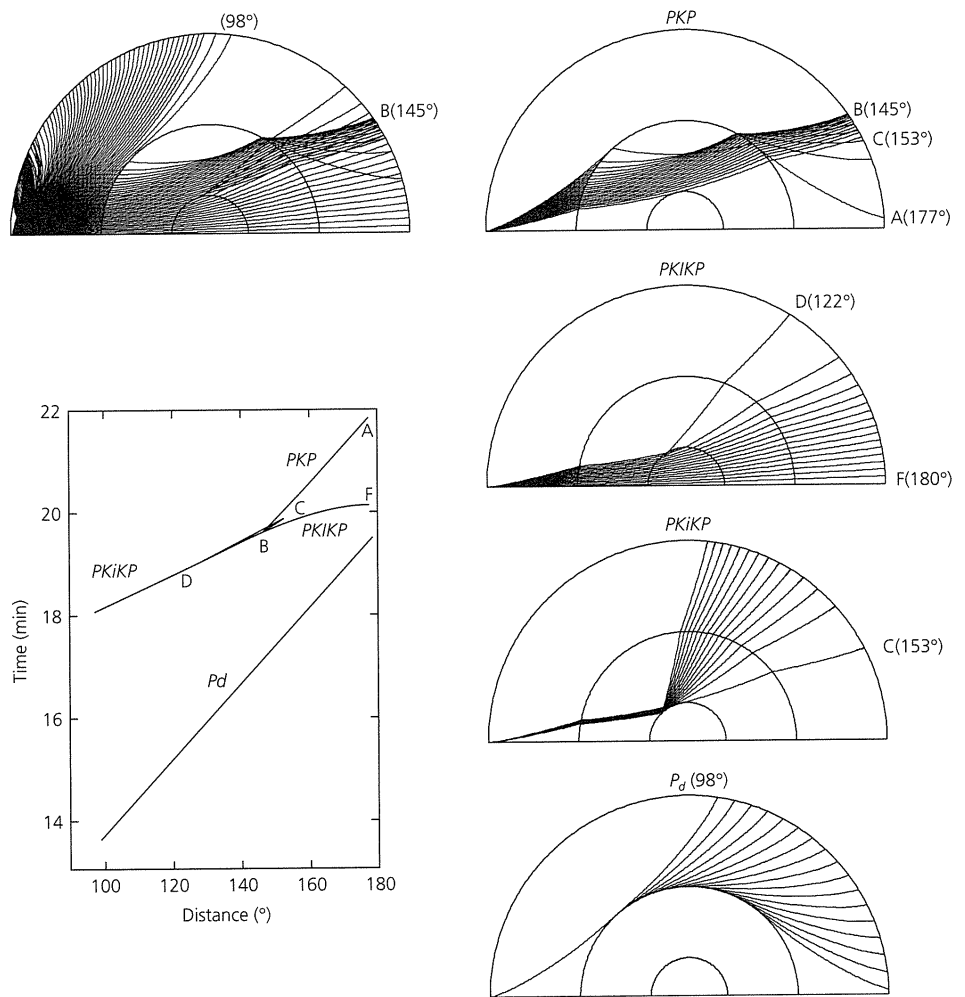 (98°)
B(145°)
PKP
B(145°)
C(153°)
A(177°)
PKIKP
D(122°)
F(180°)
PKiKP
C(153°)
Pd (98°)
22
20
18
16
14
Time (min)
A
PKP
F
C
PKIKP
B
PKiKP
D
Pd
100 120 140 160 180
Distance (°)